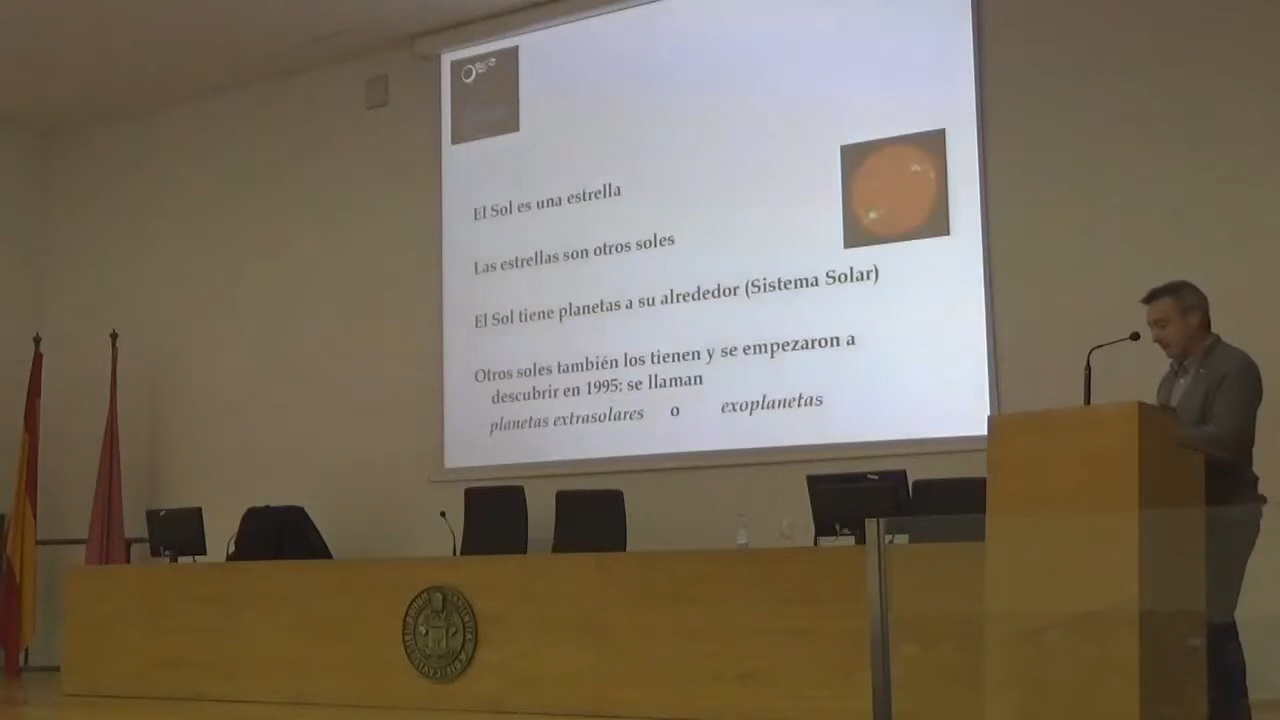 El Sol es una estrella
Las estrellas son otros soles
El Sol tiene planetas a su alrededor (Sistema Solar)
Otros soles también los tienen y se empezaron a
descubrir en 1995: se llaman
planetas extrasolares o exoplanetas